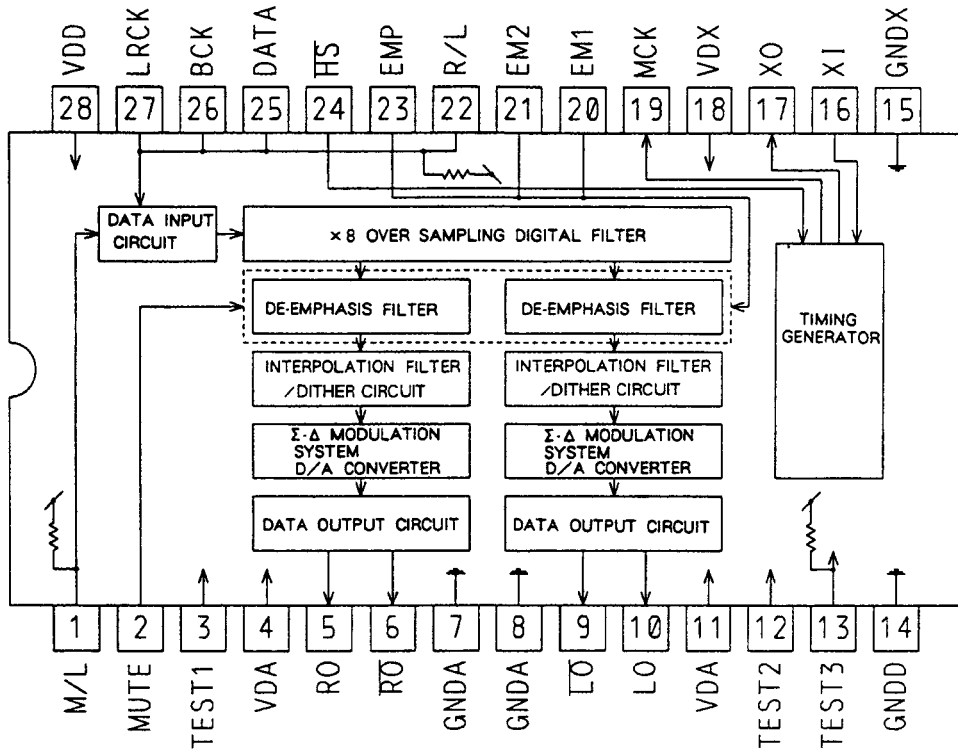 VDD
LRCK
BCK
DATA
H̅S̅
EMP
R/L
EM2
EM1
MCK
VDX
XO
XI
GNDX
28
27
26
25
24
23
22
21
20
19
18
17
16
15
DATA INPUT
CIRCUIT
×8 OVER SAMPLING DIGITAL FILTER
DE-EMPHASIS FILTER
DE-EMPHASIS FILTER
TIMING
GENERATOR
INTERPOLATION FILTER
/DITHER CIRCUIT
INTERPOLATION FILTER
/DITHER CIRCUIT
Σ·Δ MODULATION
SYSTEM
D/A CONVERTER
Σ·Δ MODULATION
SYSTEM
D/A CONVERTER
DATA OUTPUT CIRCUIT
DATA OUTPUT CIRCUIT
1
2
3
4
5
6
7
8
9
10
11
12
13
14
M/L
MUTE
TEST1
VDA
RO
R̅O̅
GNDA
GNDA
L̅O̅
LO
VDA
TEST2
TEST3
GNDD